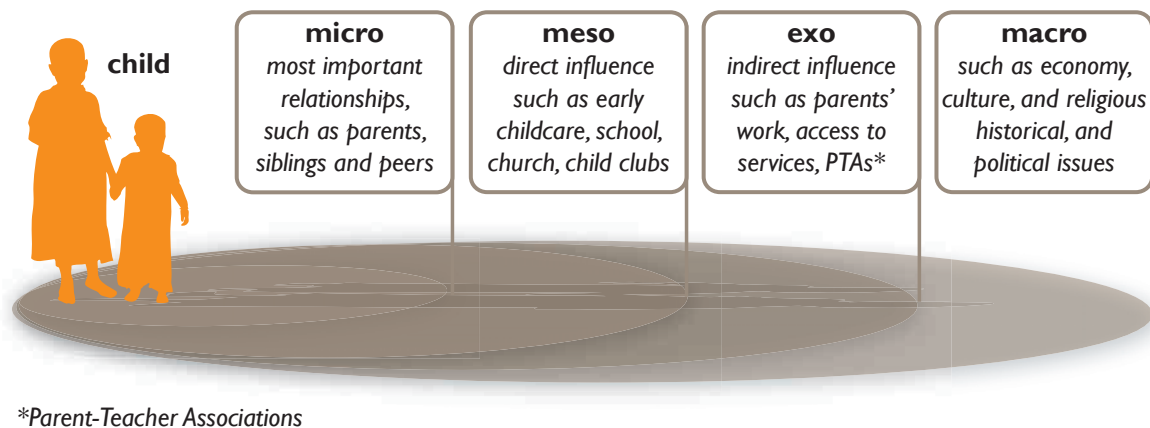 child
micro
most important
relationships,
such as parents,
siblings and peers
meso
direct influence
such as early
childcare, school,
church, child clubs
exo
indirect influence
such as parents’
work, access to
services, PTAs*
macro
such as economy,
culture, and religious
historical, and
political issues
*Parent-Teacher Associations